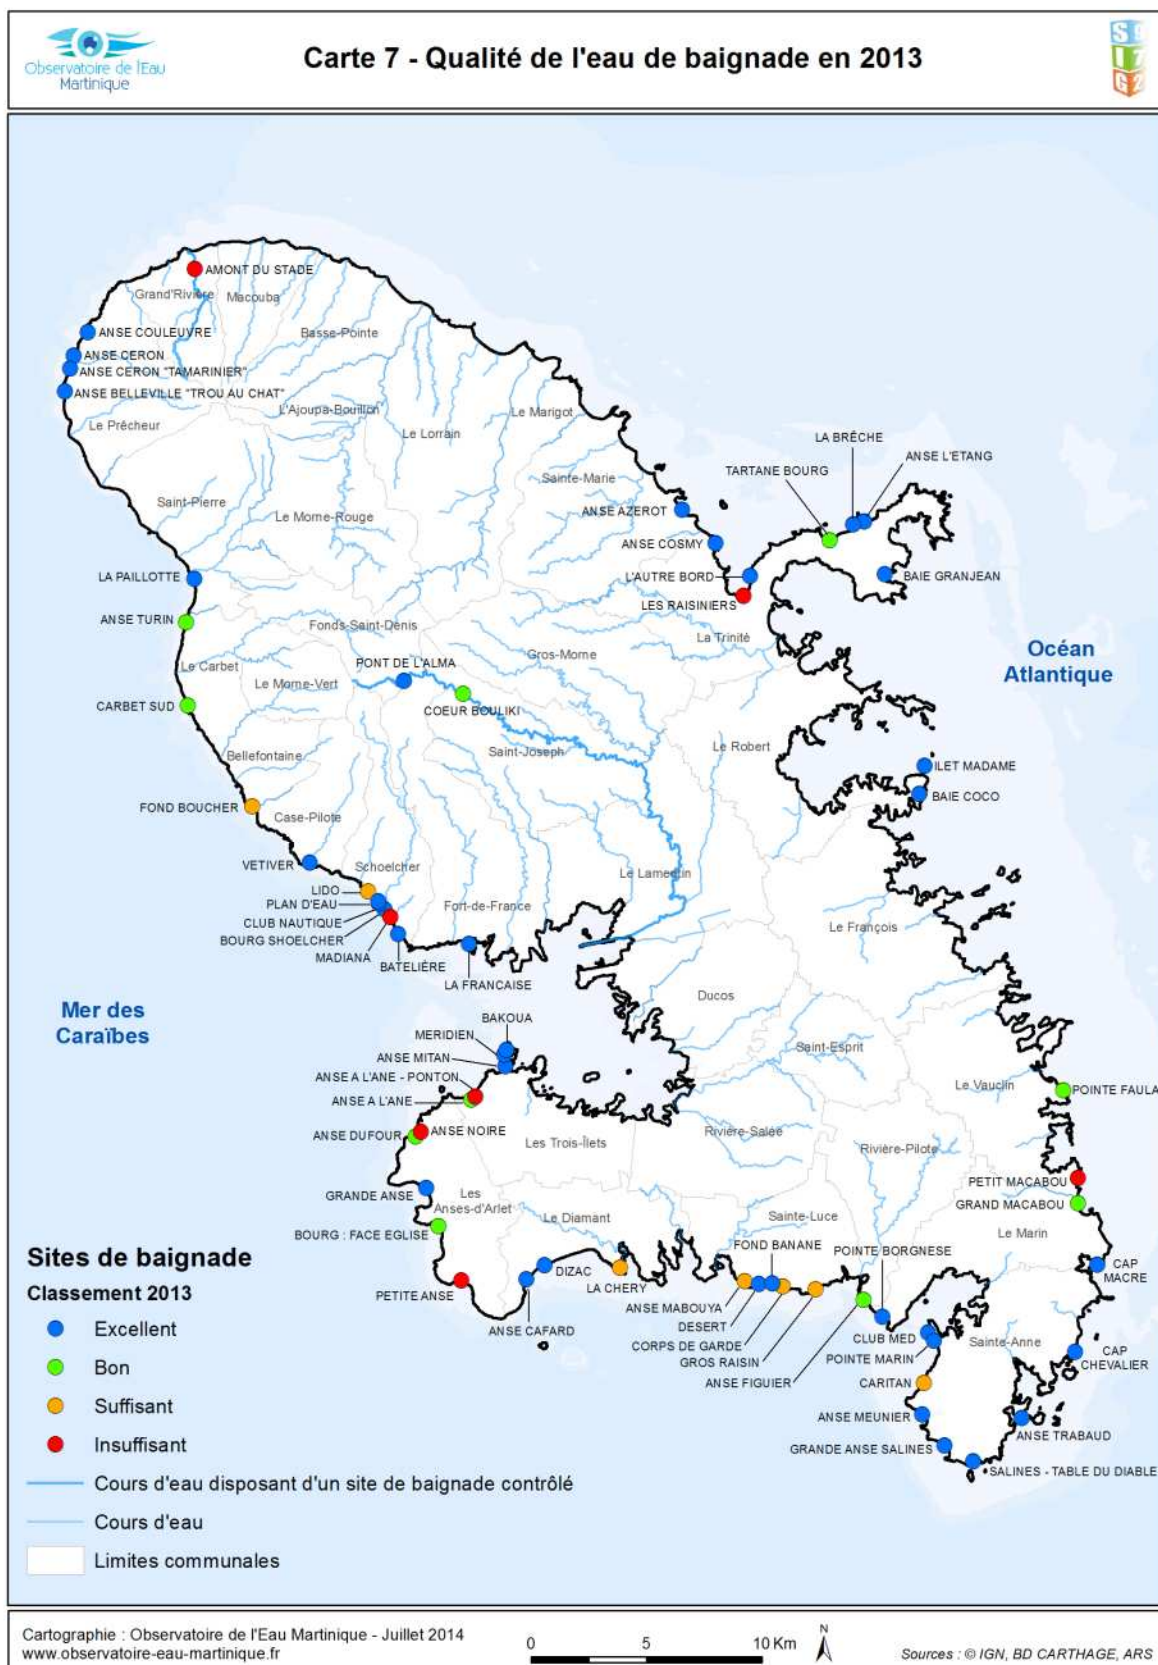 Observatoire de l'Eau
Martinique
Carte 7 - Qualité de l'eau de baignade en 2013
S 9
I 7
G 2
AMONT DU STADE
Grand'Rivière
Macouba
ANSE COULEUVRE
Basse-Pointe
ANSE CERON
ANSE CERON "TAMARINIER"
ANSE BELLEVILLE "TROU AU CHAT"
L'Ajoupa-Bouillon
Le Marigot
Le Prêcheur
Le Lorrain
LA BRÊCHE
ANSE L'ETANG
TARTANE BOURG
Sainte-Marie
Saint-Pierre
ANSE AZEROT
Le Morne-Rouge
ANSE COSMY
LA PAILLOTTE
L'AUTRE BORD
BAIE GRANJEAN
LES RAISINIERS
ANSE TURIN
Fonds-Saint-Denis
La Trinité
Océan
Atlantique
Gros-Morne
Le Carbet
PONT DE L'ALMA
Le Morne-Vert
CARBET SUD
COEUR BOULIKI
Saint-Joseph
Le Robert
Bellefontaine
ILET MADAME
BAIE COCO
FOND BOUCHER
Case-Pilote
VETIVER
Schoelcher
Le Lamentin
LIDO
PLAN D'EAU
Fort-de-France
CLUB NAUTIQUE
Le François
BOURG SHOELCHER
MADIANA
BATELIÈRE
LA FRANCAISE
Ducos
Mer des
Caraïbes
BAKOUA
MERIDIEN
Saint-Esprit
ANSE MITAN
ANSE A L'ANE - PONTON
Le Vauclin
POINTE FAULA
ANSE A L'ANE
ANSE NOIRE
ANSE DUFOUR
Les Trois-Îlets
Rivière-Salée
Rivière-Pilote
PETIT MACABOU
GRANDE ANSE
Les
Anses-d'Arlet
GRAND MACABOU
Le Diamant
Sainte-Luce
BOURG : FACE EGLISE
Le Marin
FOND BANANE
POINTE BORGNESE
Sites de baignade
DIZAC
CAP
MACRE
Classement 2013
PETITE ANSE
LA CHERY
ANSE MABOUYA
ANSE CAFARD
DESERT
Excellent
CORPS DE GARDE
CLUB MED
Sainte-Anne
GROS RAISIN
POINTE MARIN
CAP
CHEVALIER
Bon
ANSE FIGUIER
CARITAN
Suffisant
ANSE MEUNIER
ANSE TRABAUD
Insuffisant
GRANDE ANSE SALINES
SALINES - TABLE DU DIABLE
Cours d'eau disposant d'un site de baignade contrôlé
Cours d'eau
Limites communales
Cartographie : Observatoire de l'Eau Martinique - Juillet 2014
www.observatoire-eau-martinique.fr
0 5 10 Km
N
Sources : © IGN, BD CARTHAGE, ARS